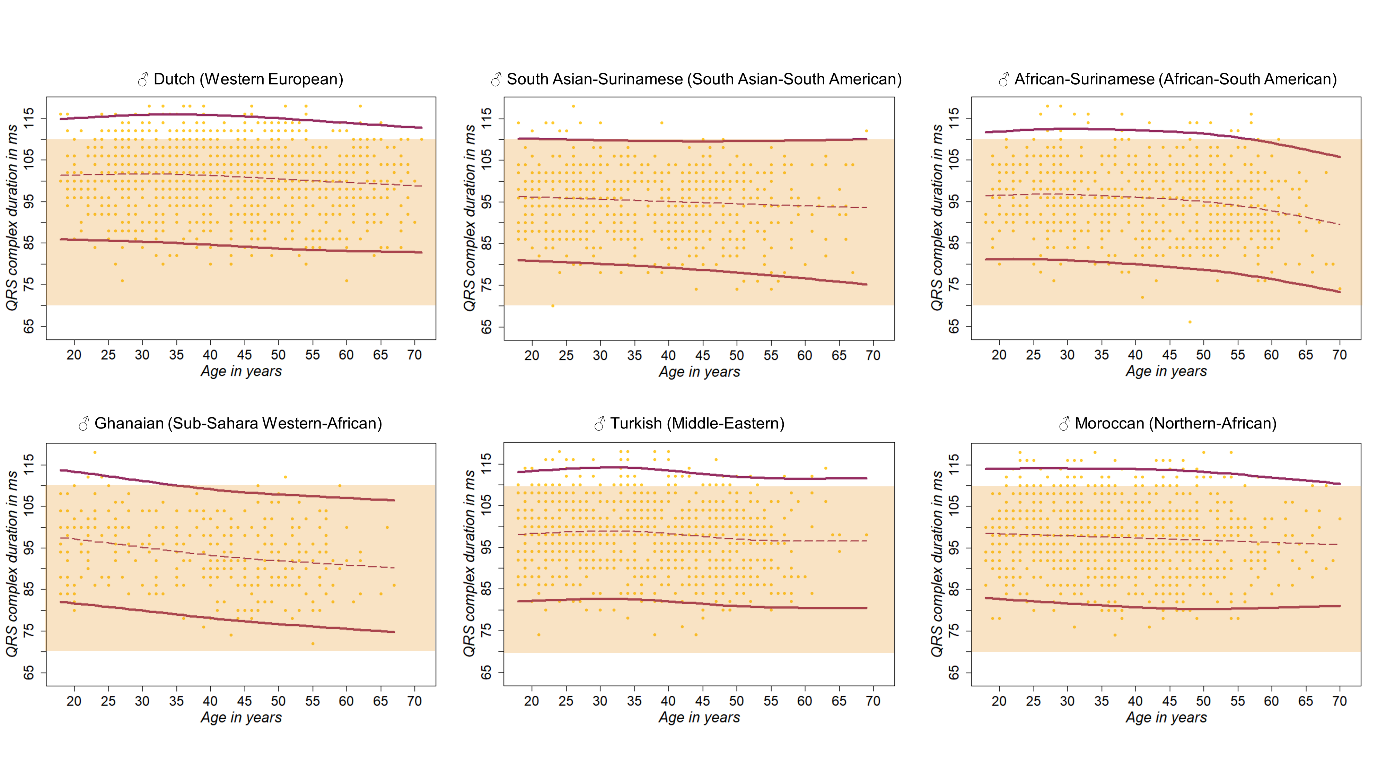 ♂ Dutch (Western European)
QRS complex duration in ms
115
105
95
85
75
65
20 25 30 35 40 45 50 55 60 65 70
Age in years
♂ South Asian-Surinamese (South Asian-South American)
QRS complex duration in ms
115
105
95
85
75
65
20 25 30 35 40 45 50 55 60 65 70
Age in years
♂ African-Surinamese (African-South American)
QRS complex duration in ms
115
105
95
85
75
65
20 25 30 35 40 45 50 55 60 65 70
Age in years
♂ Ghanaian (Sub-Sahara Western-African)
QRS complex duration in ms
115
105
95
85
75
65
20 25 30 35 40 45 50 55 60 65 70
Age in years
♂ Turkish (Middle-Eastern)
QRS complex duration in ms
115
105
95
85
75
65
20 25 30 35 40 45 50 55 60 65 70
Age in years
♂ Moroccan (Northern-African)
QRS complex duration in ms
115
105
95
85
75
65
20 25 30 35 40 45 50 55 60 65 70
Age in years